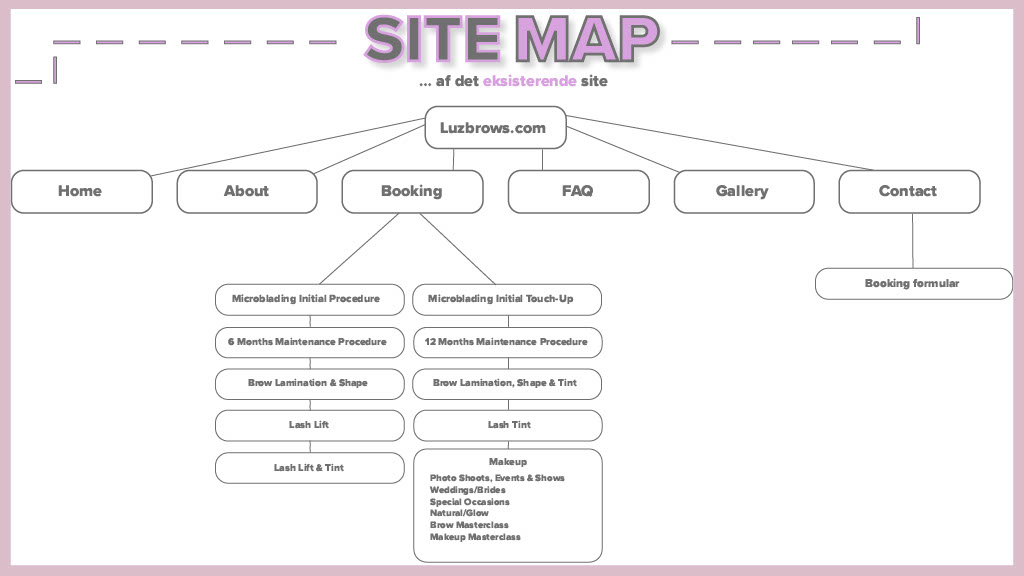 SITE MAP
... af det eksisterende site
Luzbrows.com
Home
About
Booking
FAQ
Gallery
Contact
Booking formular
Microblading Initial Procedure
Microblading Initial Touch-Up
6 Months Maintenance Procedure
12 Months Maintenance Procedure
Brow Lamination & Shape
Brow Lamination, Shape & Tint
Lash Lift
Lash Tint
Lash Lift & Tint
Makeup
Photo Shoots, Events & Shows
Weddings/Brides
Special Occasions
Natural/Glow
Brow Masterclass
Makeup Masterclass